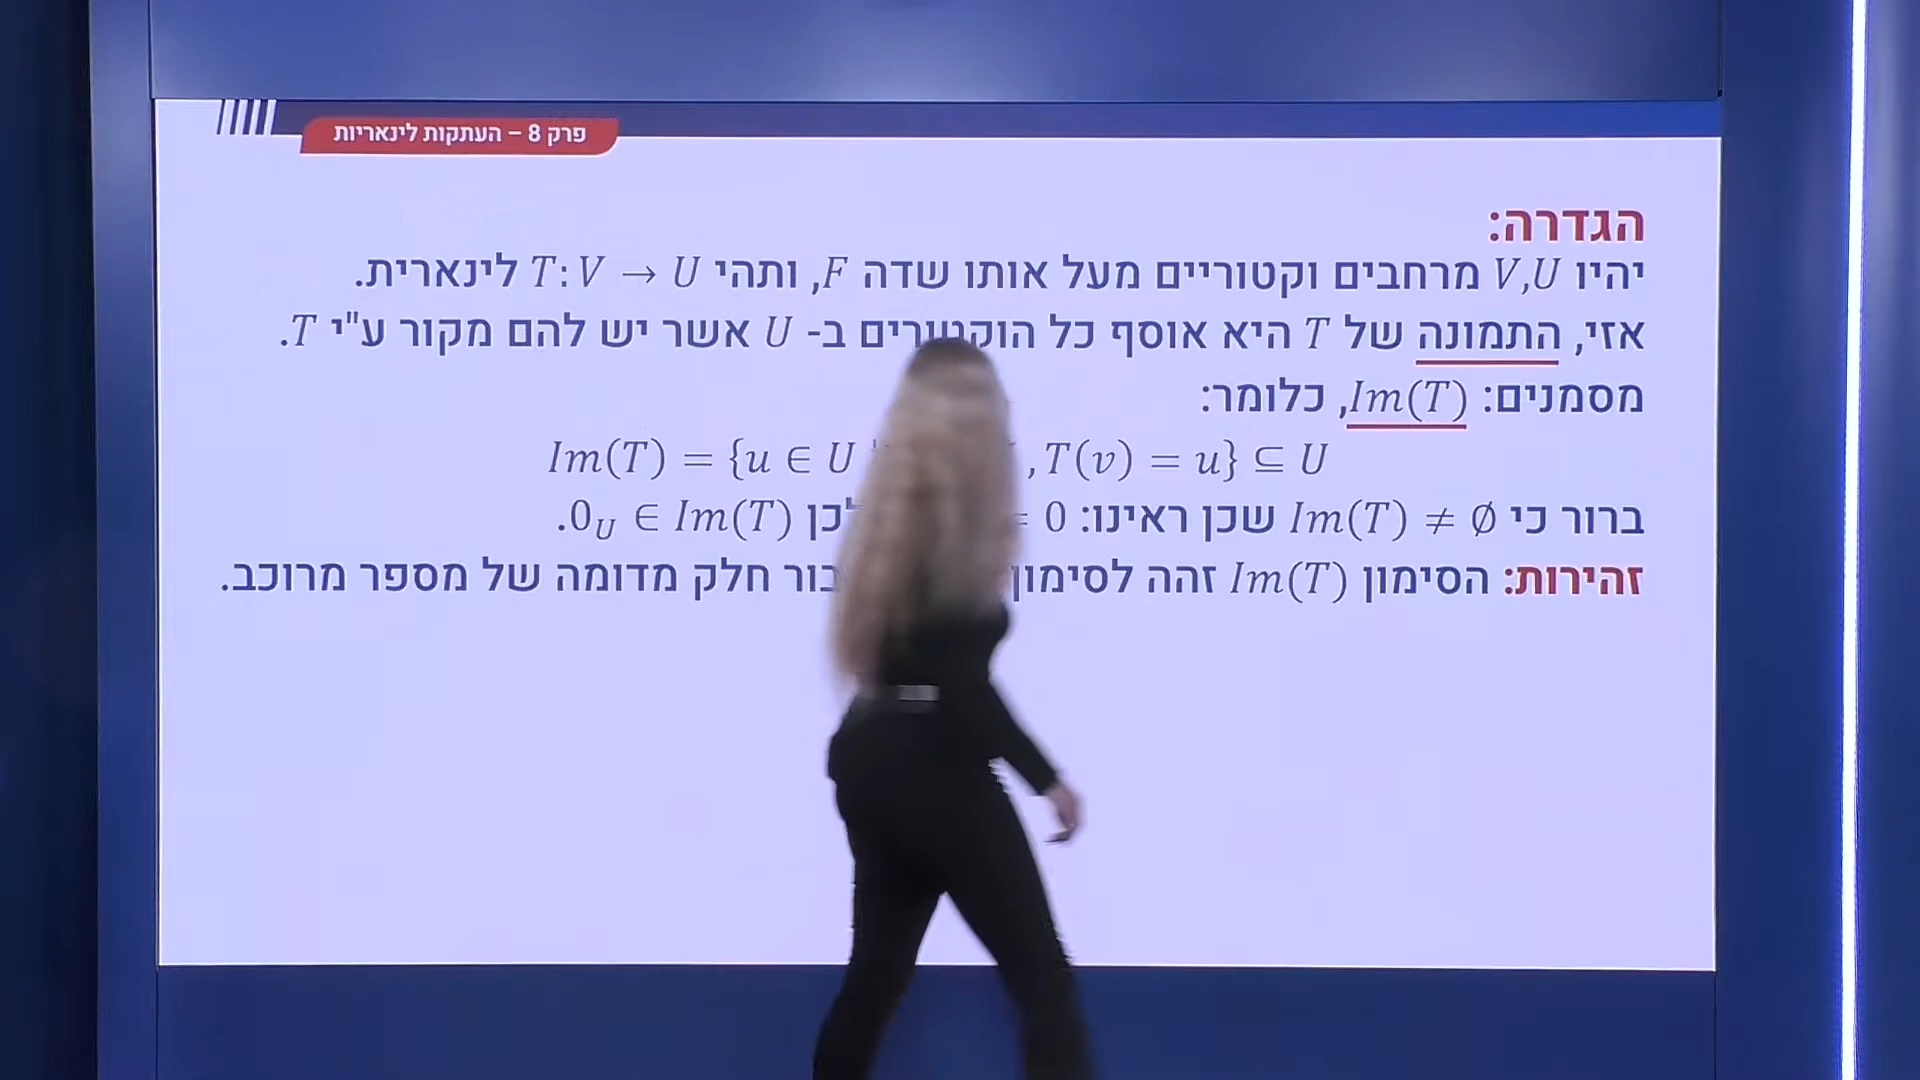 פרק 8 – העתקות לינאריות
הגדרה:
יהיו V,U מרחבים וקטוריים מעל אותו שדה F, ותהי T: V → U לינארית.
אזי, התמונה של T היא אוסף כל הוקטורים ב- U אשר יש להם מקור ע"י T.
מסמנים: Im(T), כלומר:
Im(T) = {u ∈ U , T(v) = u} ⊆ U
ברור כי Im(T) ≠ ∅ שכן ראינו: = 0 0_U ∈ Im(T).
זהירות: הסימון Im(T) זהה לסימון חלק מדומה של מספר מרוכב.